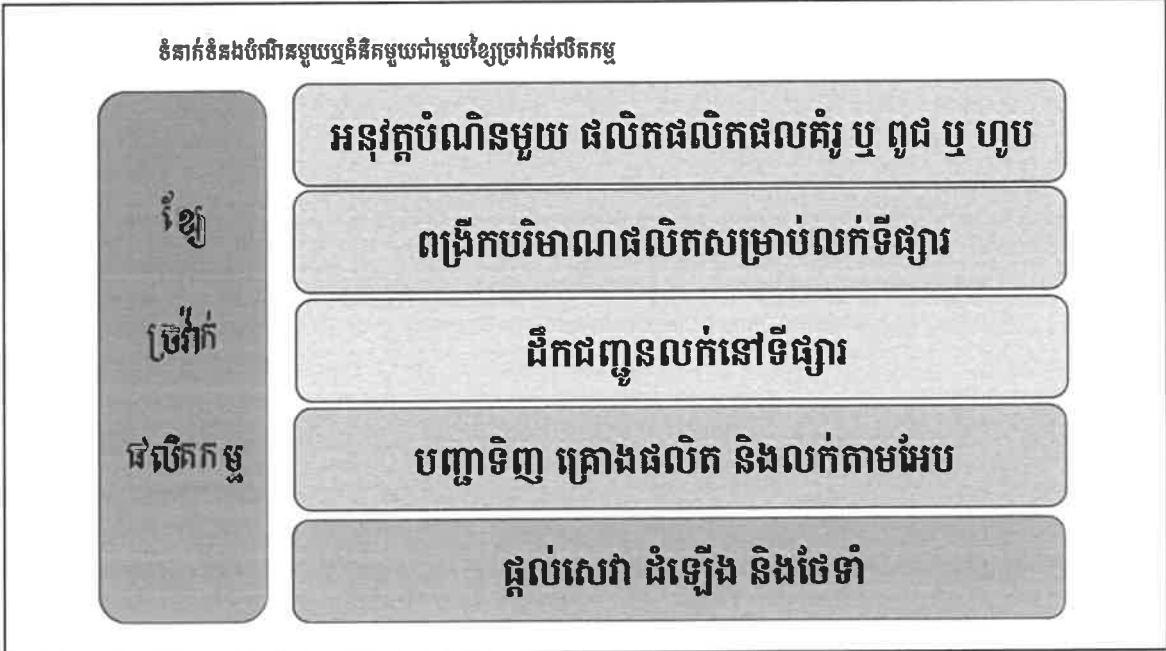 ទំនាក់ទំនងបំណិនមួយឬគំនិតមួយជាមួយខ្សែច្រវ៉ាក់ផលិតកម្ម
ខ្សែ
ច្រវ៉ាក់
ផលិតកម្ម
អនុវត្តបំណិនមួយ ផលិតផលិតផលគំរូ ឬ ពូជ ឬ ហូប
ពង្រីកបរិមាណផលិតសម្រាប់លក់ទីផ្សារ
ដឹកជញ្ជូនលក់នៅទីផ្សារ
បញ្ជាទិញ គ្រោងផលិត និងលក់តាមអែប
ផ្តល់សេវា ដំឡើង និងថែទាំ